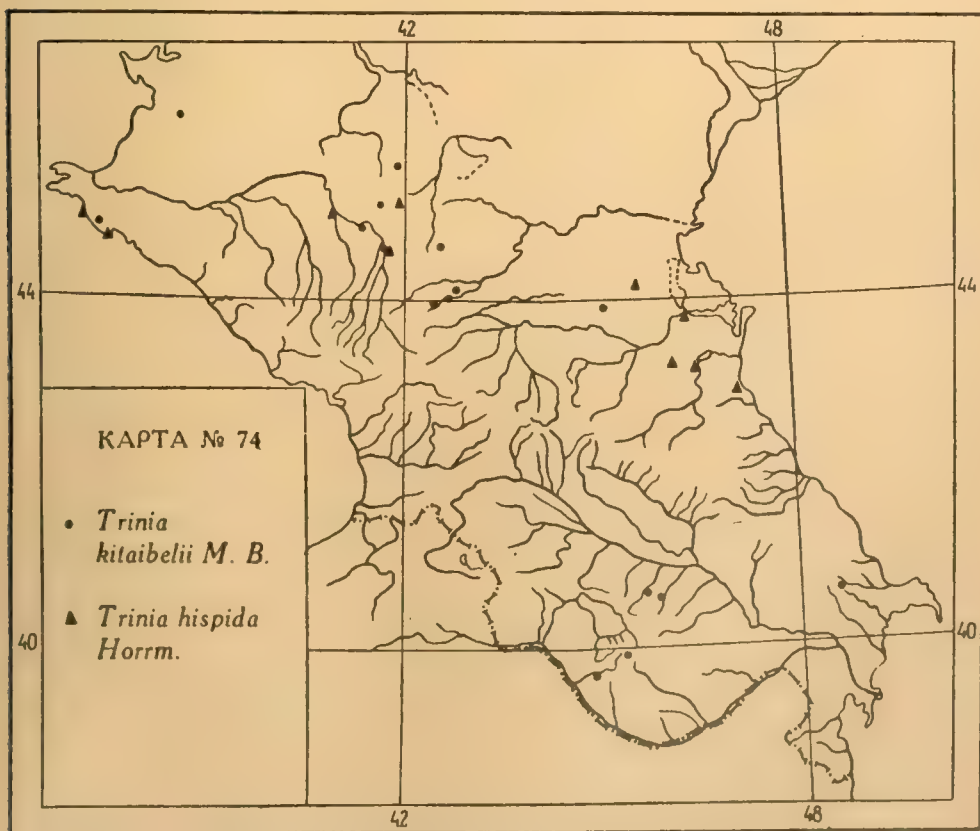 42 48
44 44
КАРТА № 74
• Trinia
kitaibelii M. B.
▲ Trinia hispida
Horrm.
40 40
42 48